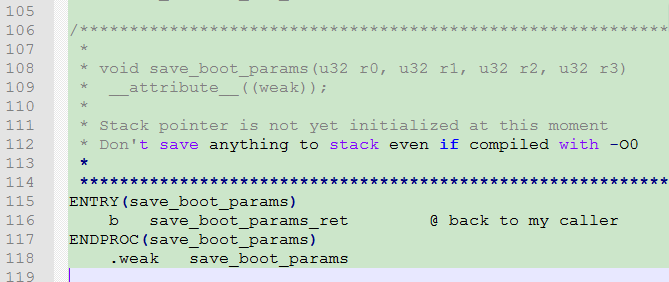 105
106 /***********************************************************
107  *
108  * void save_boot_params(u32 r0, u32 r1, u32 r2, u32 r3)
109  *  __attribute__((weak));
110  *
111  * Stack pointer is not yet initialized at this moment
112  * Don't save anything to stack even if compiled with -O0
113  *
114  ***********************************************************
115 ENTRY(save_boot_params)
116     b   save_boot_params_ret        @ back to my caller
117 ENDPROC(save_boot_params)
118     .weak   save_boot_params
119